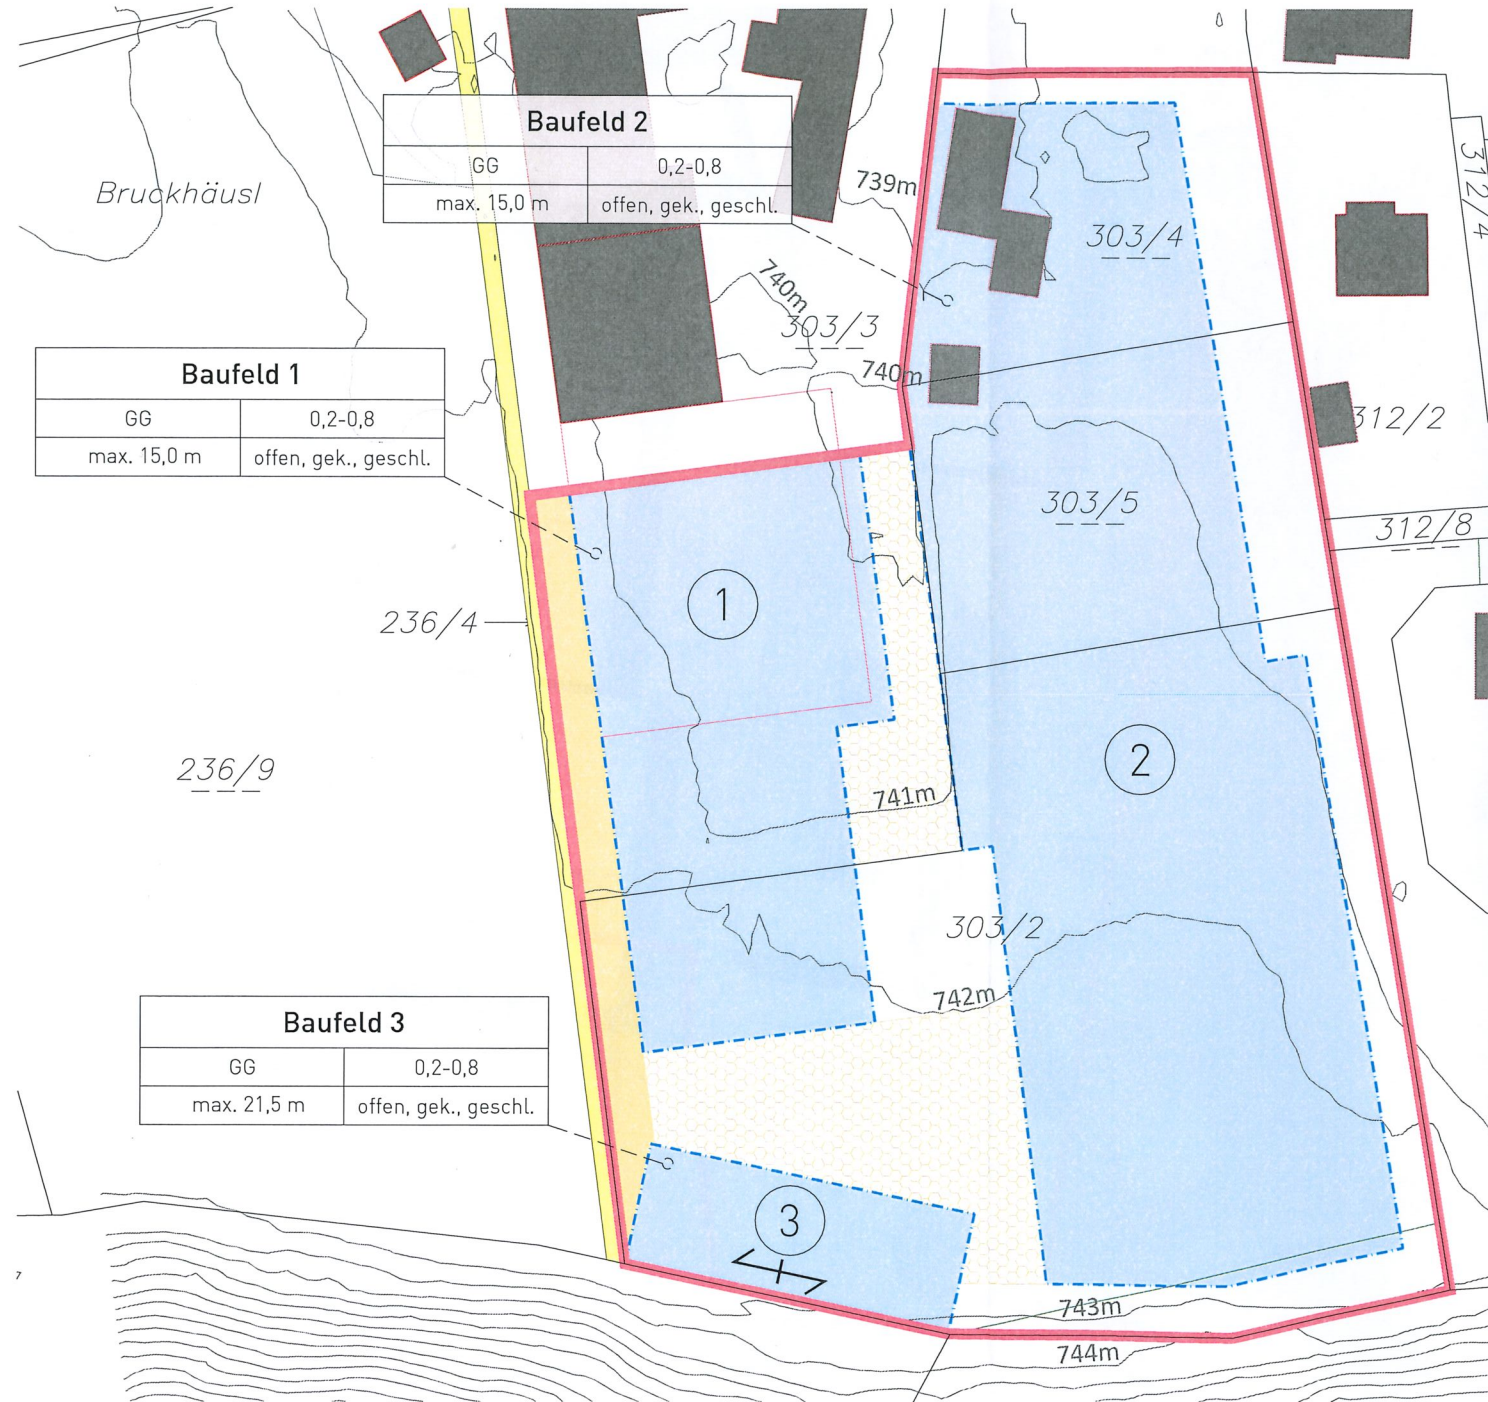 Baufeld 2
GG 0,2-0,8
max. 15,0 m offen, gek., geschl.
Bruckhäusl
739m
303/4
312/4
740m
303/3
740m
Baufeld 1
GG 0,2-0,8
max. 15,0 m offen, gek., geschl.
312/2
303/5
312/8
1
236/4
2
236/9
741m
303/2
742m
Baufeld 3
GG 0,2-0,8
max. 21,5 m offen, gek., geschl.
3
7
743m
744m